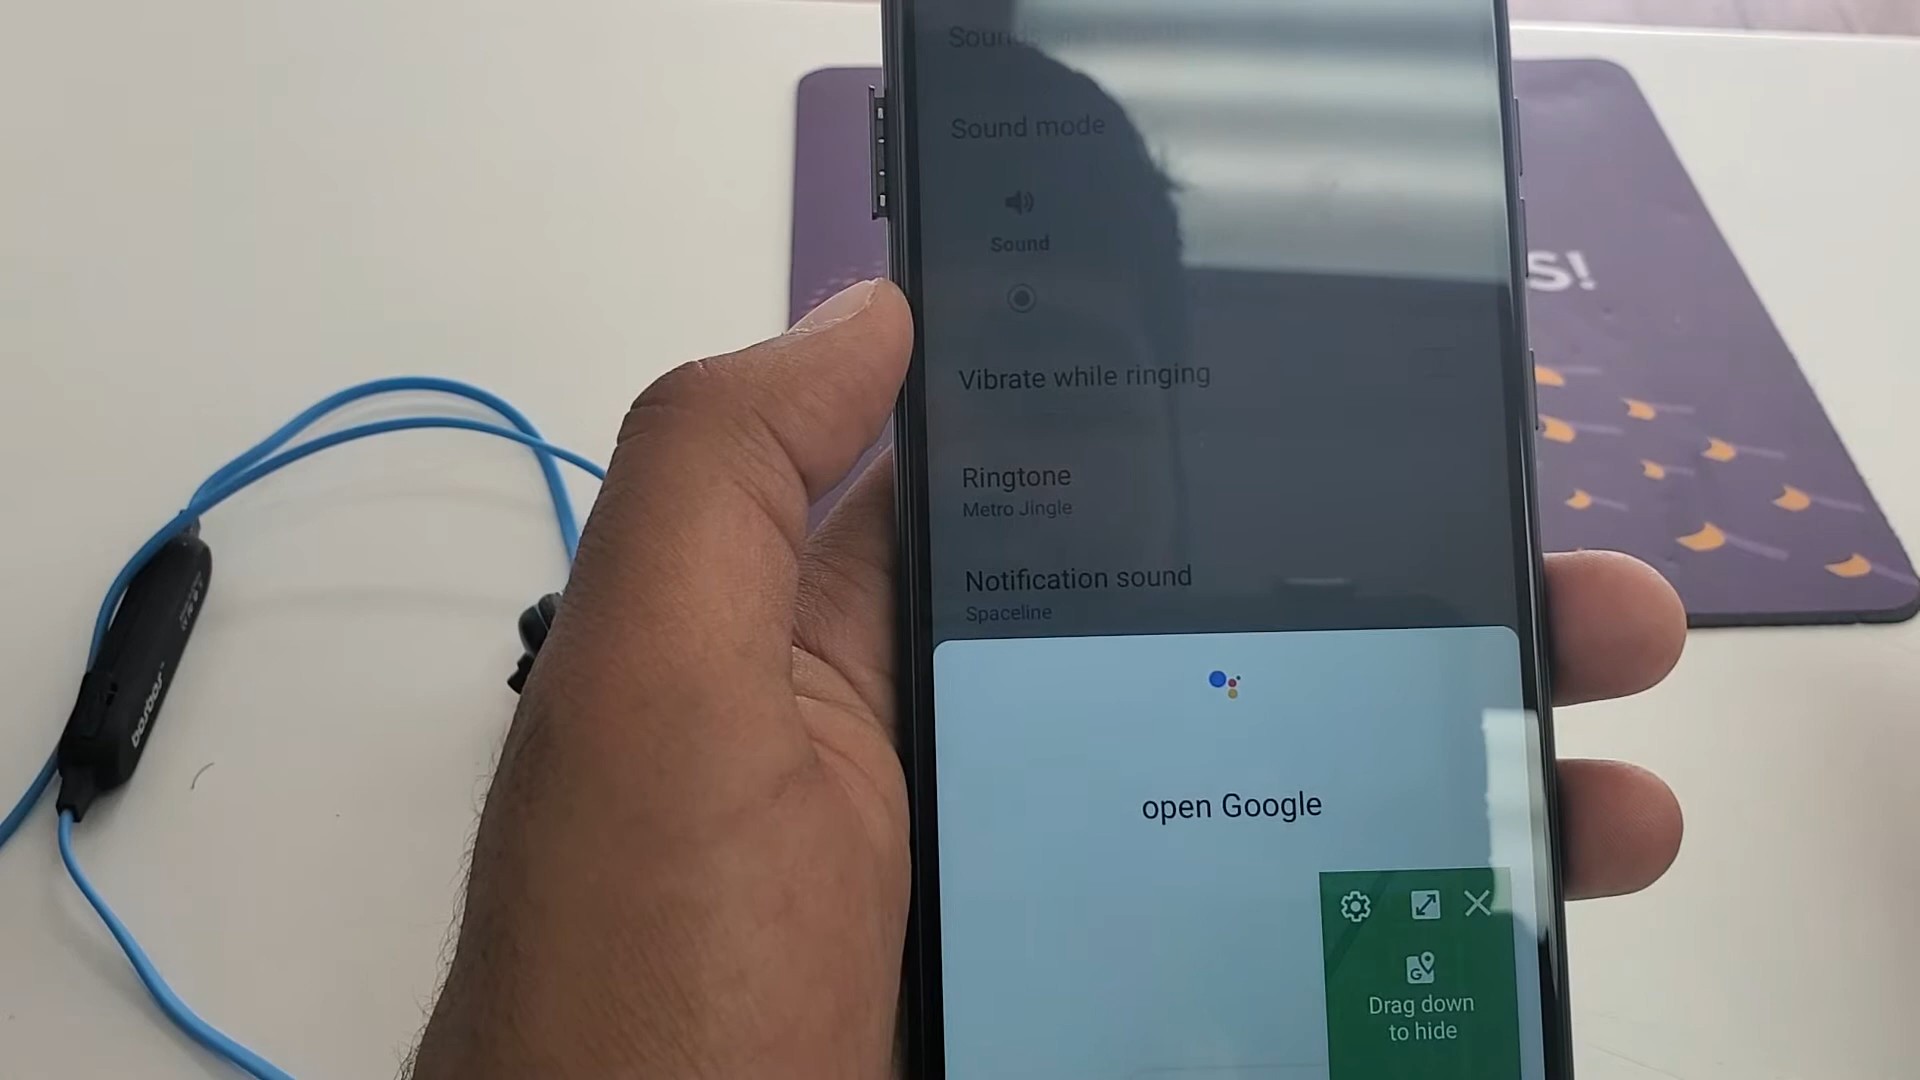 Sound mode
Sound
Vibrate while ringing
Ringtone
Metro Jingle
Notification sound
Spaceline
open Google
Drag down
to hide
S!